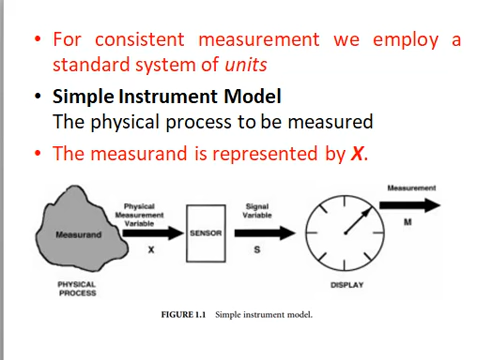 • For consistent measurement we employ a
standard system of units
• Simple Instrument Model
The physical process to be measured
• The measurand is represented by X.
Measurand
PHYSICAL
PROCESS
Physical
Measurement
Variable
X
SENSOR
Signal
Variable
S
DISPLAY
Measurement
M
FIGURE 1.1 Simple instrument model.